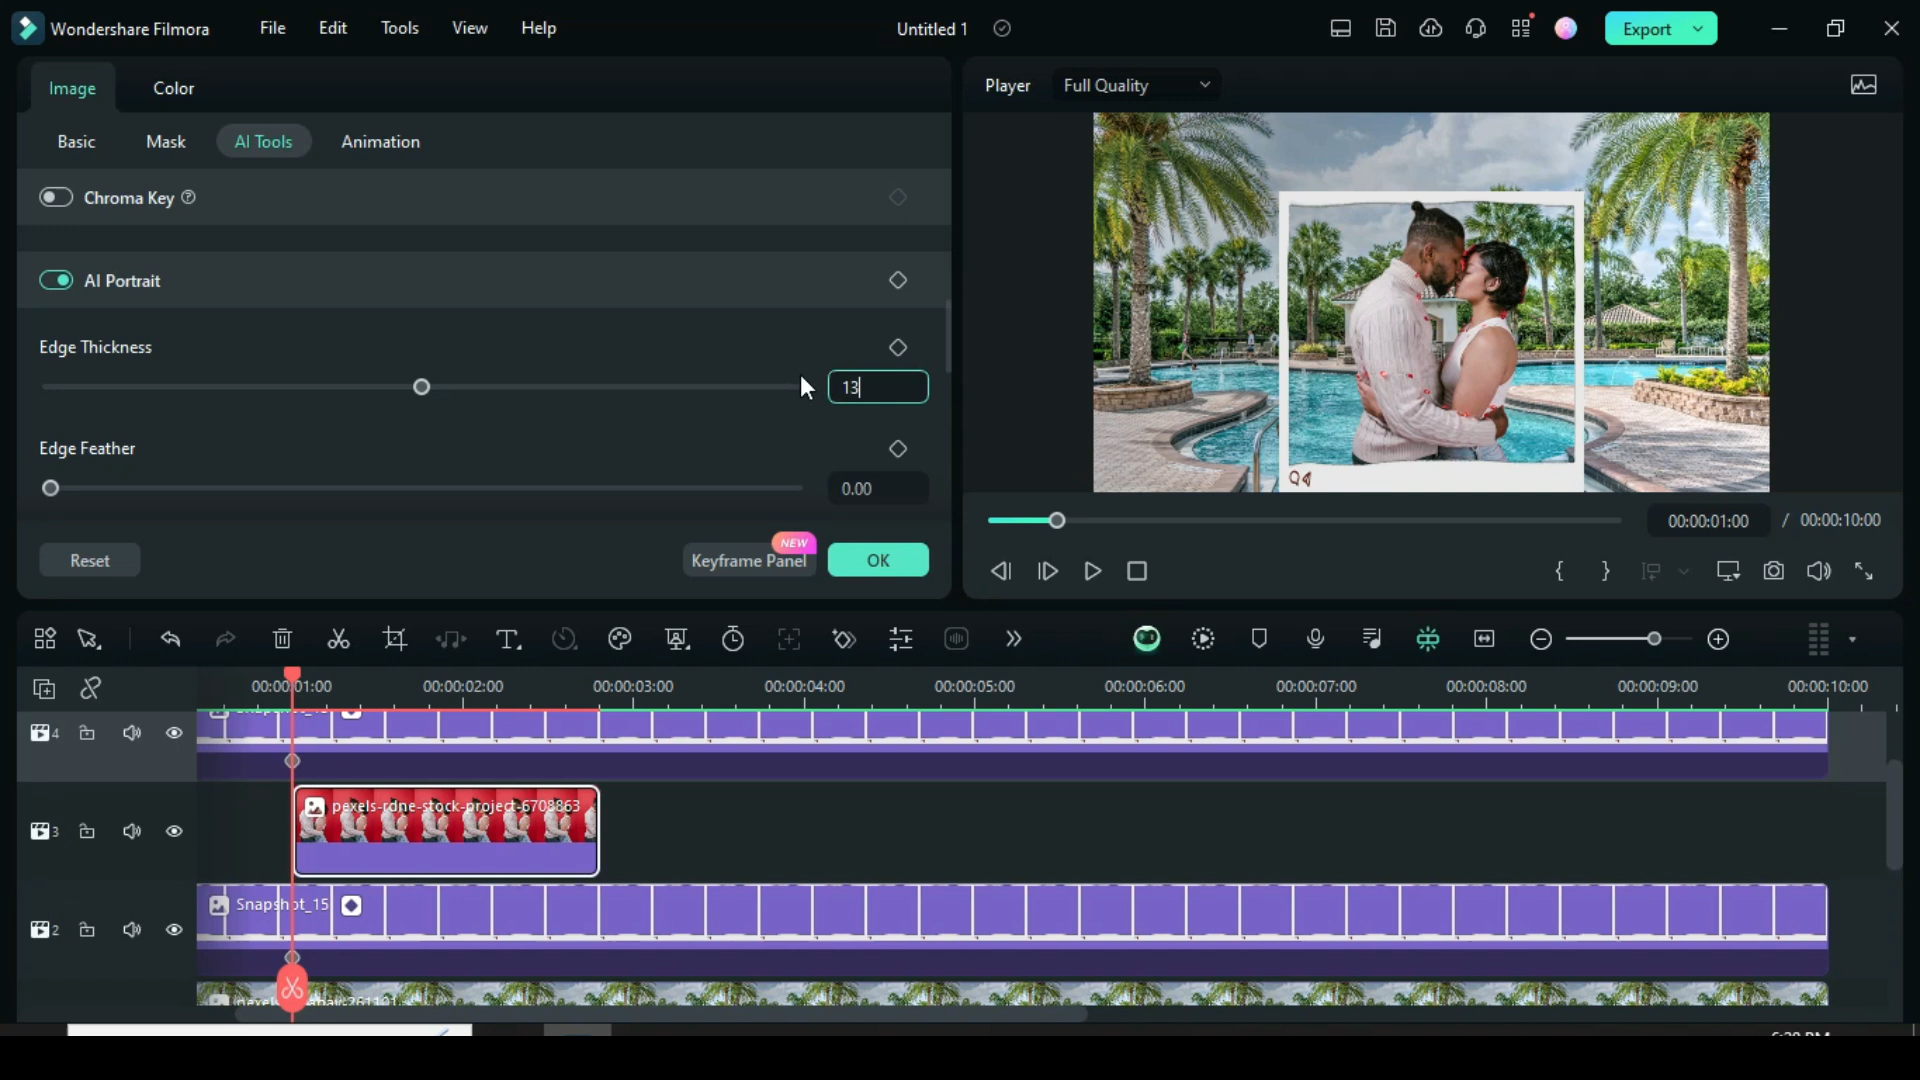 Wondershare Filmora File Edit Tools View Help Untitled 1 Export
Image Color
Player Full Quality
Basic Mask AI Tools Animation
Chroma Key
AI Portrait
Edge Thickness
13
Edge Feather
0.00
Reset Keyframe Panel NEW OK
00:00:01:00 / 00:00:10:00
{ }
00:00:01:00 00:00:02:00 00:00:03:00 00:00:04:00 00:00:05:00 00:00:06:00 00:00:07:00 00:00:08:00 00:00:09:00 00:00:10:00
4
pexels-rdne-stock-project-6708863
3
Snapshot_15
2